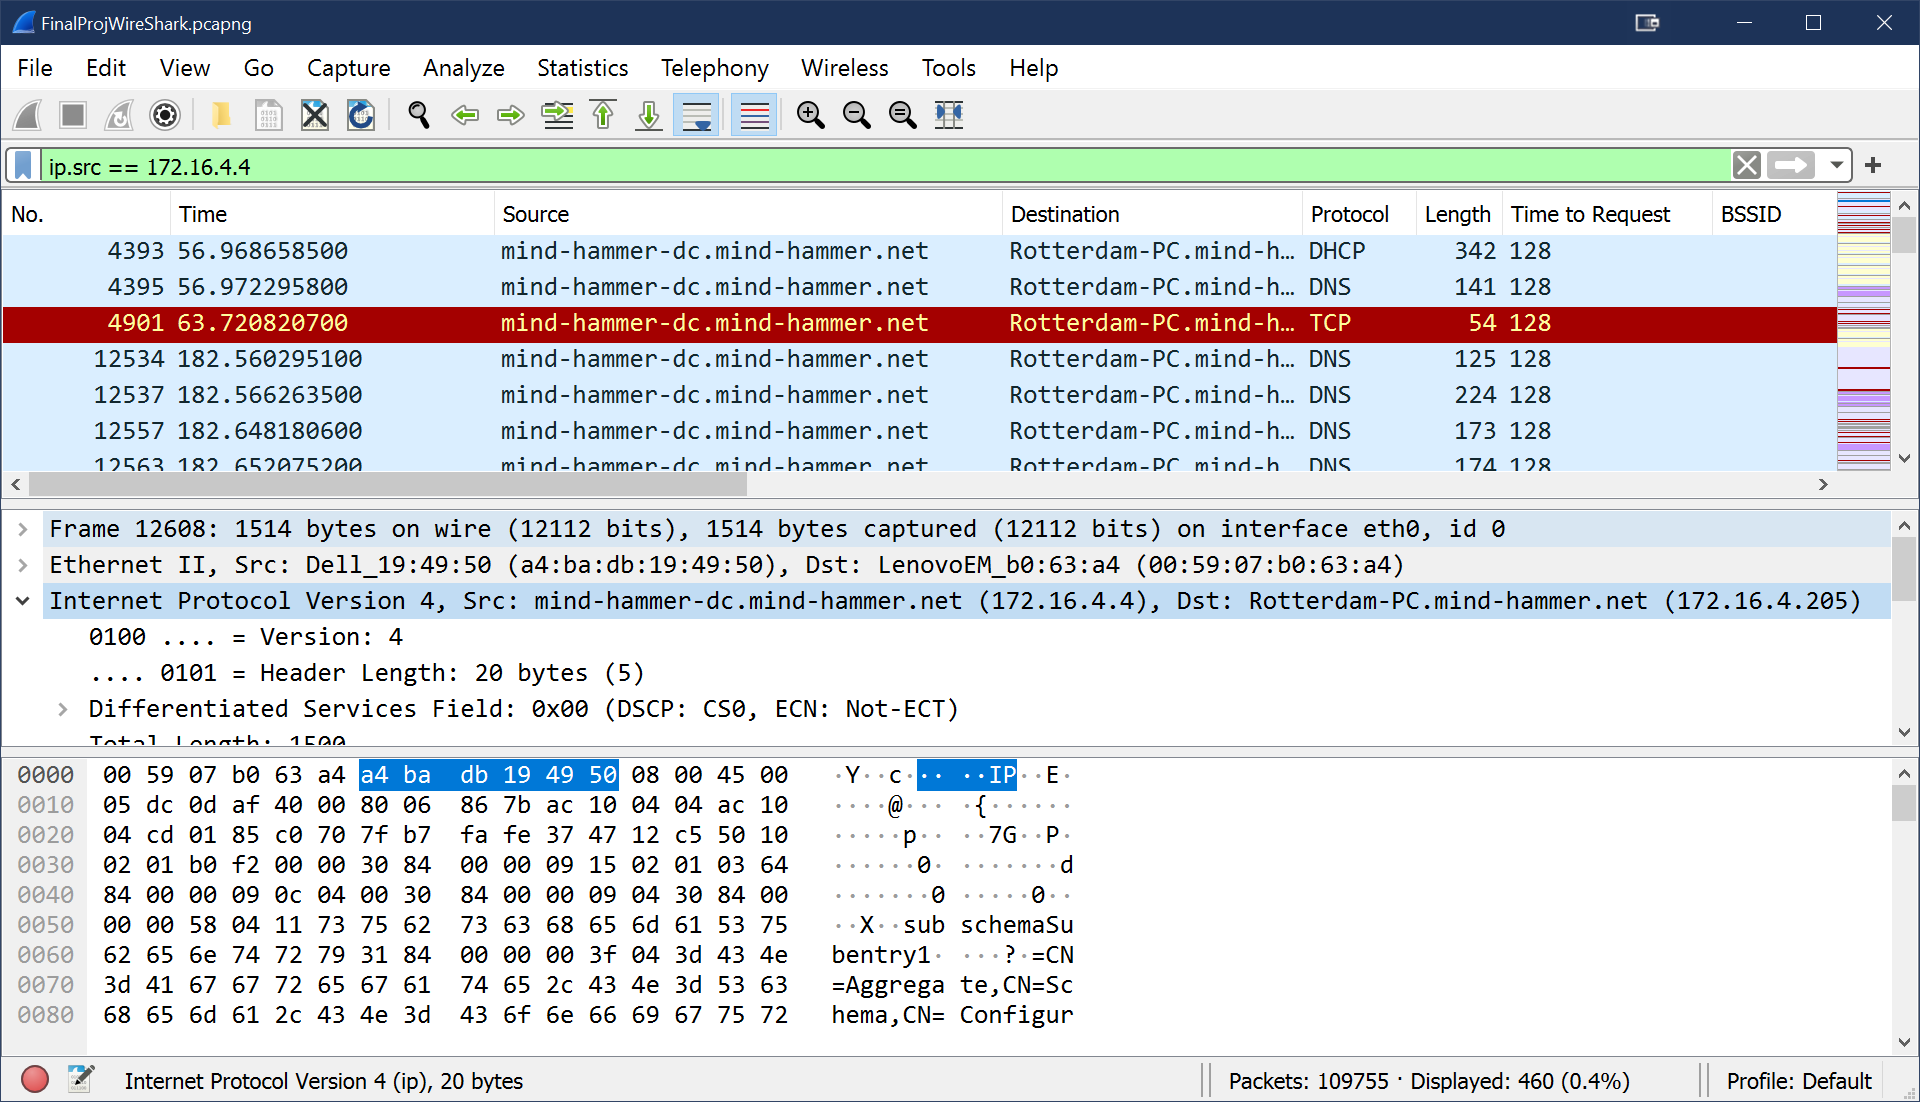 FinalProjWireShark.pcapng
File Edit View Go Capture Analyze Statistics Telephony Wireless Tools Help
ip.src == 172.16.4.4
No. Time Source Destination Protocol Length Time to Request BSSID
4393 56.968658500 mind-hammer-dc.mind-hammer.net Rotterdam-PC.mind-h… DHCP 342 128
4395 56.972295800 mind-hammer-dc.mind-hammer.net Rotterdam-PC.mind-h… DNS 141 128
4901 63.720820700 mind-hammer-dc.mind-hammer.net Rotterdam-PC.mind-h… TCP 54 128
12534 182.560295100 mind-hammer-dc.mind-hammer.net Rotterdam-PC.mind-h… DNS 125 128
12537 182.566263500 mind-hammer-dc.mind-hammer.net Rotterdam-PC.mind-h… DNS 224 128
12557 182.648180600 mind-hammer-dc.mind-hammer.net Rotterdam-PC.mind-h… DNS 173 128
12563 182.652075200 mind-hammer-dc.mind-hammer.net Rotterdam-PC.mind-h… DNS 174 128
Frame 12608: 1514 bytes on wire (12112 bits), 1514 bytes captured (12112 bits) on interface eth0, id 0
Ethernet II, Src: Dell_19:49:50 (a4:ba:db:19:49:50), Dst: LenovoEM_b0:63:a4 (00:59:07:b0:63:a4)
Internet Protocol Version 4, Src: mind-hammer-dc.mind-hammer.net (172.16.4.4), Dst: Rotterdam-PC.mind-hammer.net (172.16.4.205)
0100 .... = Version: 4
.... 0101 = Header Length: 20 bytes (5)
Differentiated Services Field: 0x00 (DSCP: CS0, ECN: Not-ECT)
Total Length: 1500
0000 00 59 07 b0 63 a4 a4 ba db 19 49 50 08 00 45 00 ·Y··c··· ··IP··E·
0010 05 dc 0d af 40 00 80 06 86 7b ac 10 04 04 ac 10 ····@··· ·{······
0020 04 cd 01 85 c0 70 7f b7 fa fe 37 47 12 c5 50 10 ·····p·· ··7G··P·
0030 02 01 b0 f2 00 00 30 84 00 00 09 15 02 01 03 64 ······0· ·······d
0040 84 00 00 09 0c 04 00 30 84 00 00 09 04 30 84 00 ·······0 ·····0··
0050 00 00 58 04 11 73 75 62 73 63 68 65 6d 61 53 75 ··X··sub schemaSu
0060 62 65 6e 74 72 79 31 84 00 00 00 3f 04 3d 43 4e bentry1· ···?·=CN
0070 3d 41 67 67 72 65 67 61 74 65 2c 43 4e 3d 53 63 =Aggrega te,CN=Sc
0080 68 65 6d 61 2c 43 4e 3d 43 6f 6e 66 69 67 75 72 hema,CN= Configur
Internet Protocol Version 4 (ip), 20 bytes Packets: 109755 · Displayed: 460 (0.4%) Profile: Default